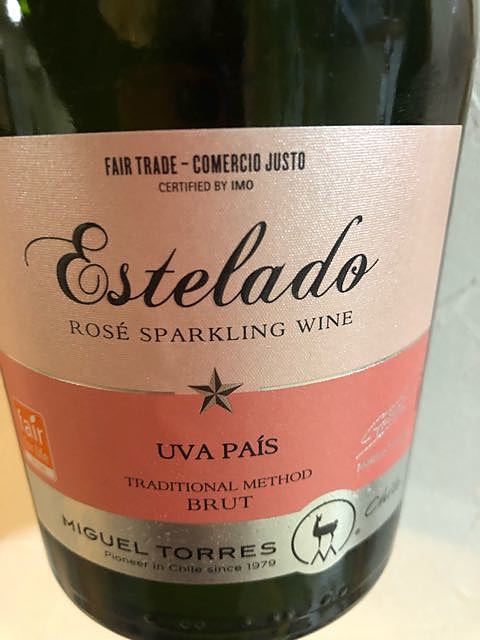 FAIR TRADE – COMERCIO JUSTO
CERTIFIED BY IMO
Estelado
ROSÉ SPARKLING WINE
UVA PAÍS
fair
TRADITIONAL METHOD
BRUT
MIGUEL TORRES
Chile
Pioneer in Chile since 1979